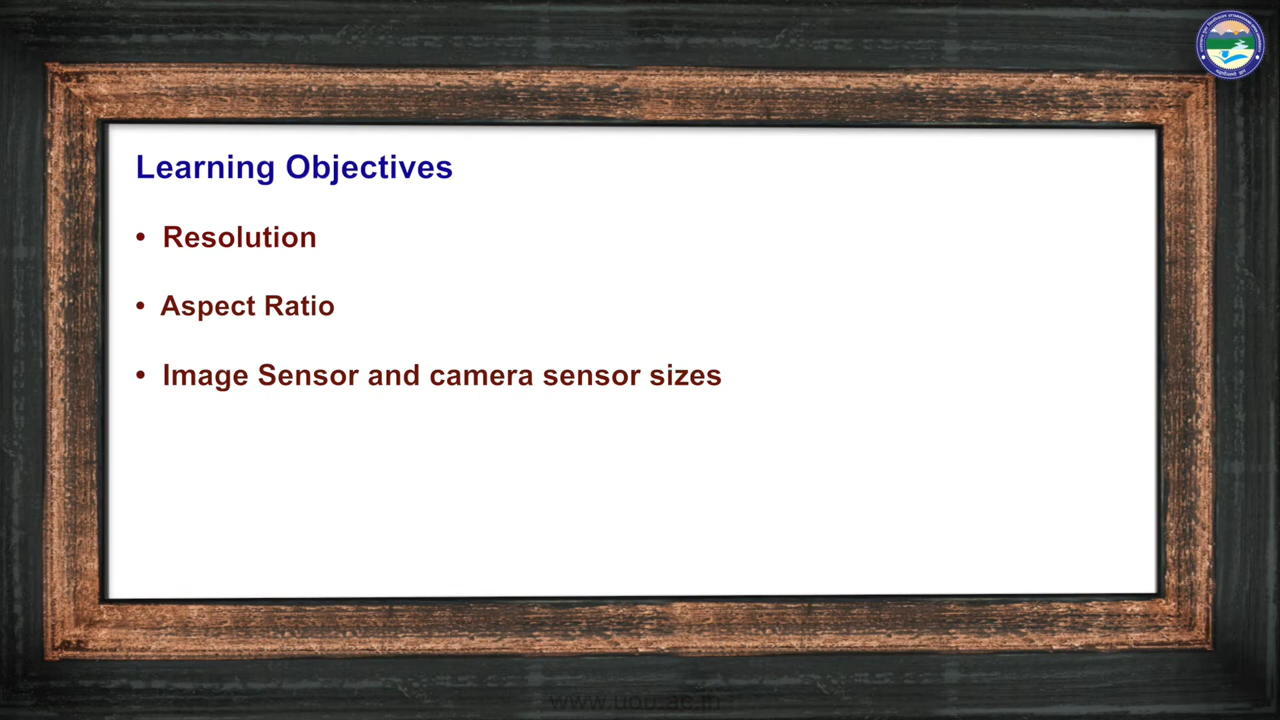 Learning Objectives
• Resolution
• Aspect Ratio
• Image Sensor and camera sensor sizes
www.uou.ac.in